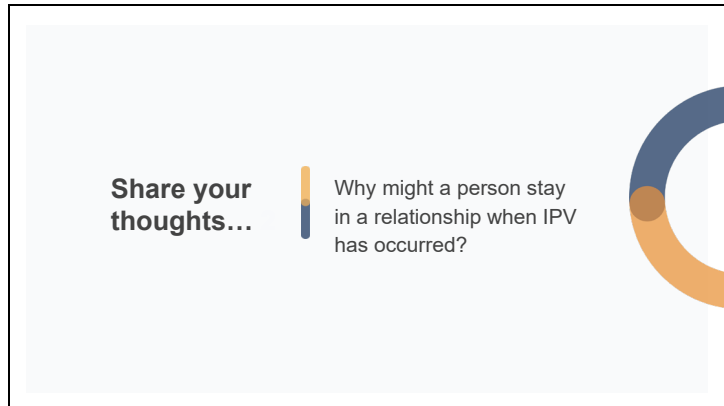 Share your
thoughts…
Why might a person stay
in a relationship when IPV
has occurred?